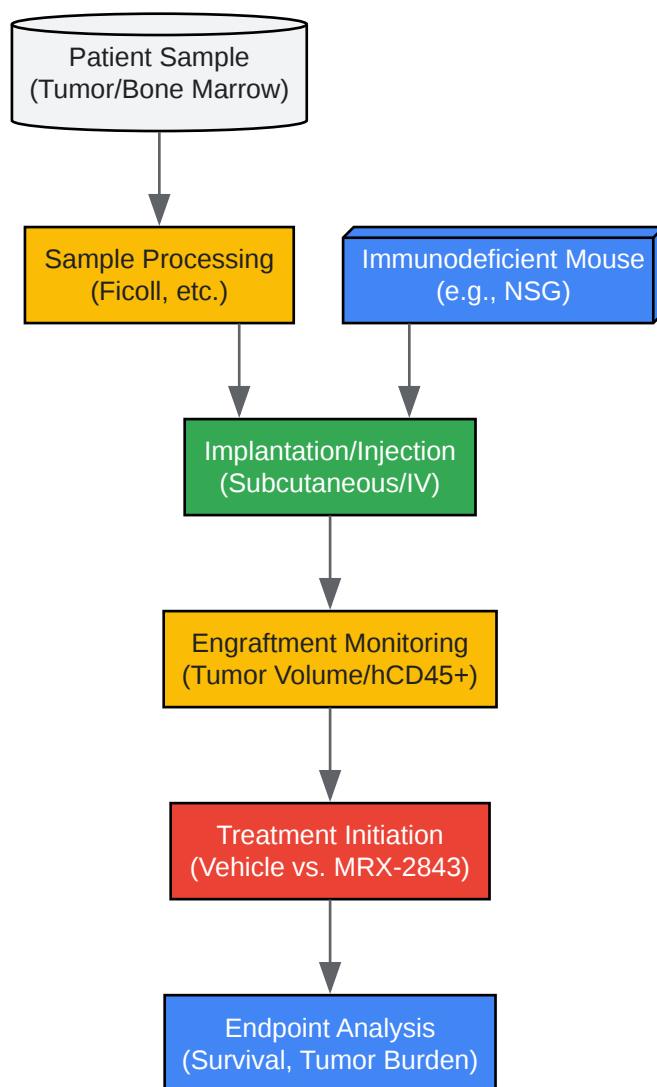 Patient Sample
(Tumor/Bone Marrow)
Sample Processing
(Ficoll, etc.)
Immunodeficient Mouse
(e.g., NSG)
Implantation/Injection
(Subcutaneous/IV)
Engraftment Monitoring
(Tumor Volume/hCD45+)
Treatment Initiation
(Vehicle vs. MRX-2843)
Endpoint Analysis
(Survival, Tumor Burden)